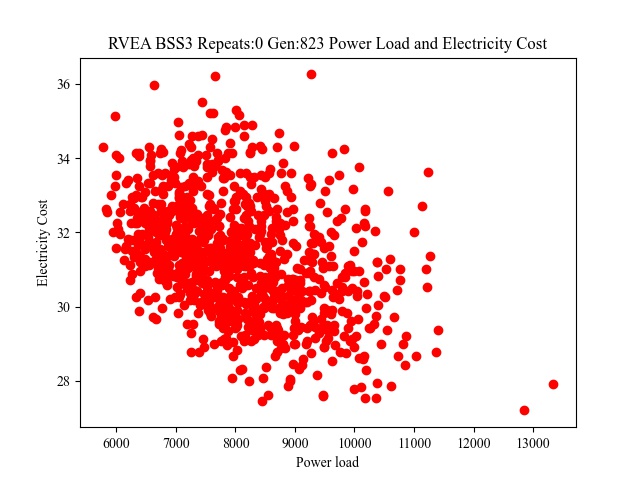 RVEA BSS3 Repeats:0 Gen:823 Power Load and Electricity Cost
36
34
32
30
28
Electricity Cost
6000 7000 8000 9000 10000 11000 12000 13000
Power load